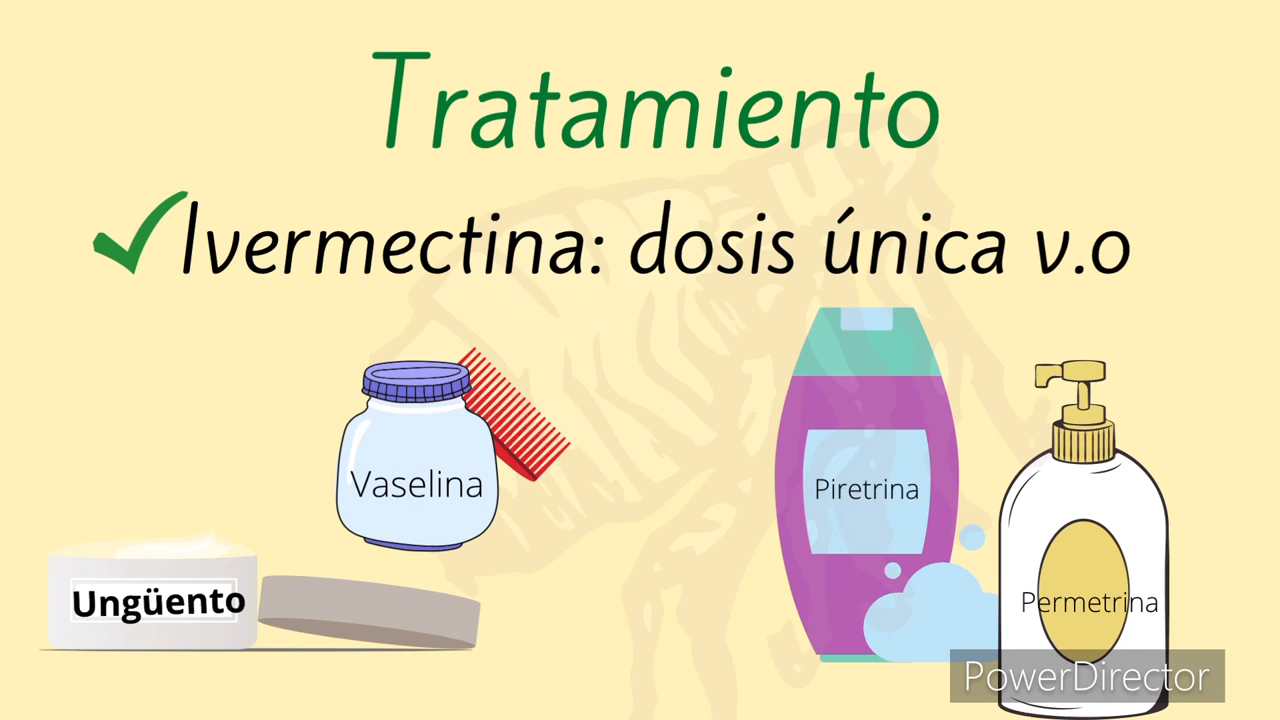 Tratamiento
Ivermectina: dosis única v.o
Vaselina
Piretrina
Ungüento
Permetrina
PowerDirector